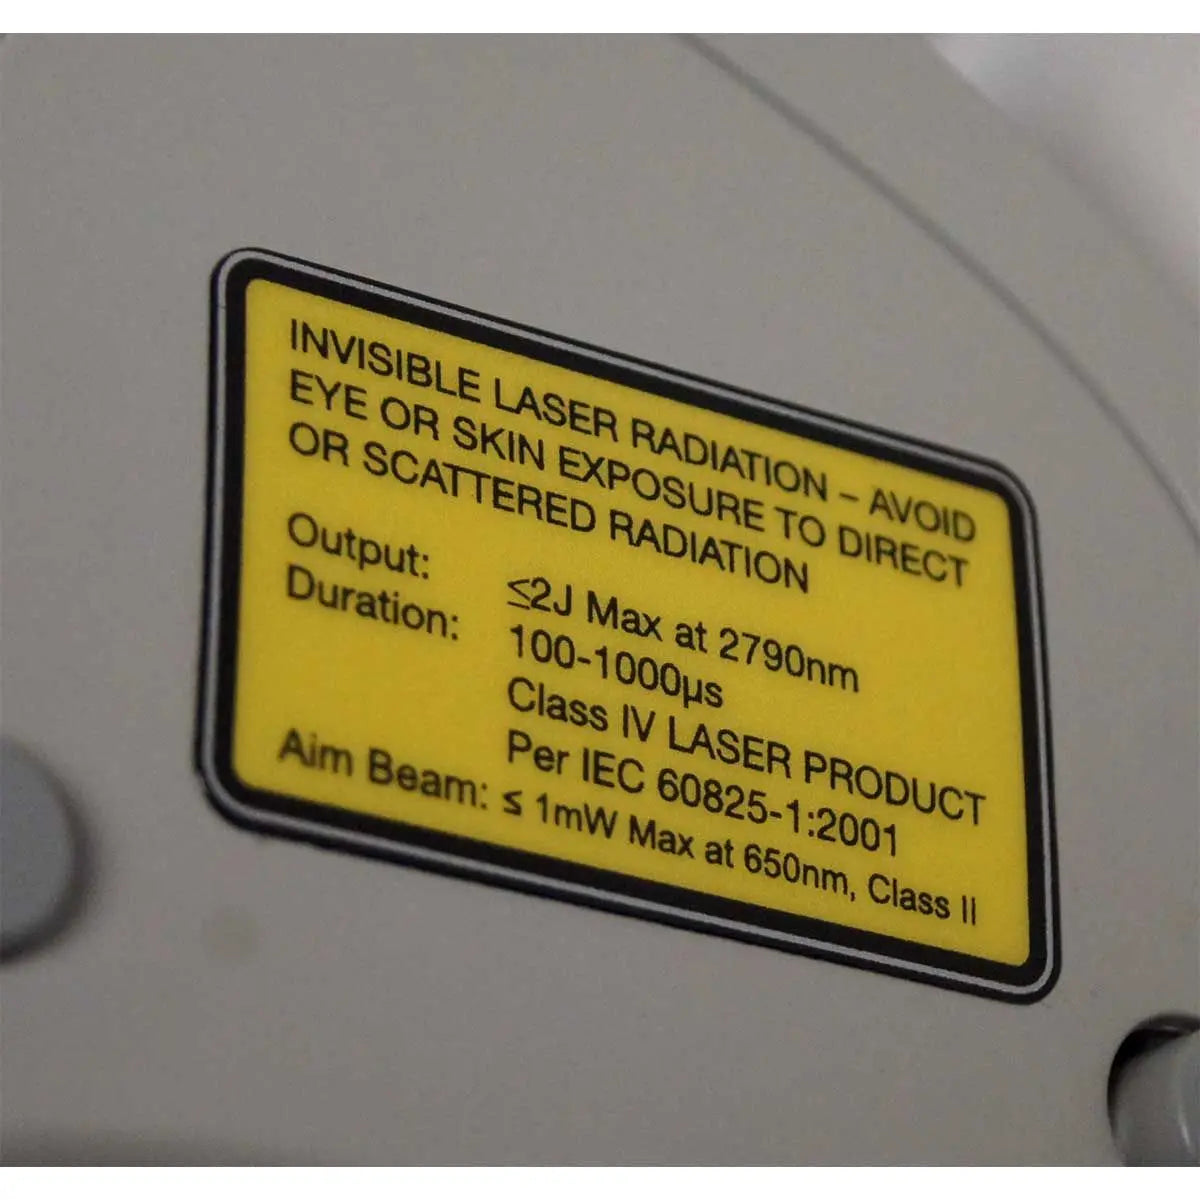 INVISIBLE LASER RADIATION – AVOID
EYE OR SKIN EXPOSURE TO DIRECT
OR SCATTERED RADIATION
Output: ≤2J Max at 2790nm
Duration: 100-1000µs
Class IV LASER PRODUCT
Per IEC 60825-1:2001
Aim Beam: ≤ 1mW Max at 650nm, Class II